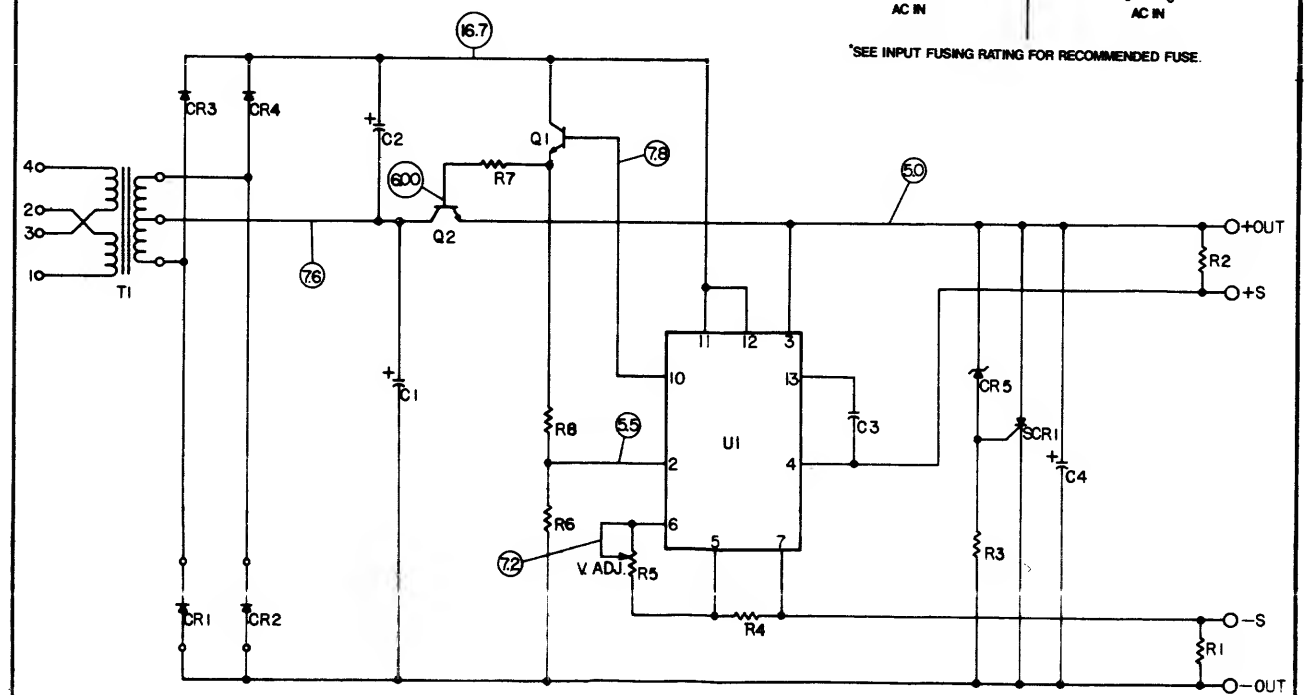 AC IN
AC IN
*SEE INPUT FUSING RATING FOR RECOMMENDED FUSE.
16.7
CR3
CR4
C2
Q1
7.8
4
2
3
1
T1
6.00
R7
Q2
7.6
5.0
+OUT
R2
+S
C1
R8
5.5
R6
11
12
3
10
13
2
4
6
5
7
U1
C3
CR5
SCR1
C4
R3
7.2
V. ADJ.
R5
R4
CR1
CR2
-S
R1
-OUT